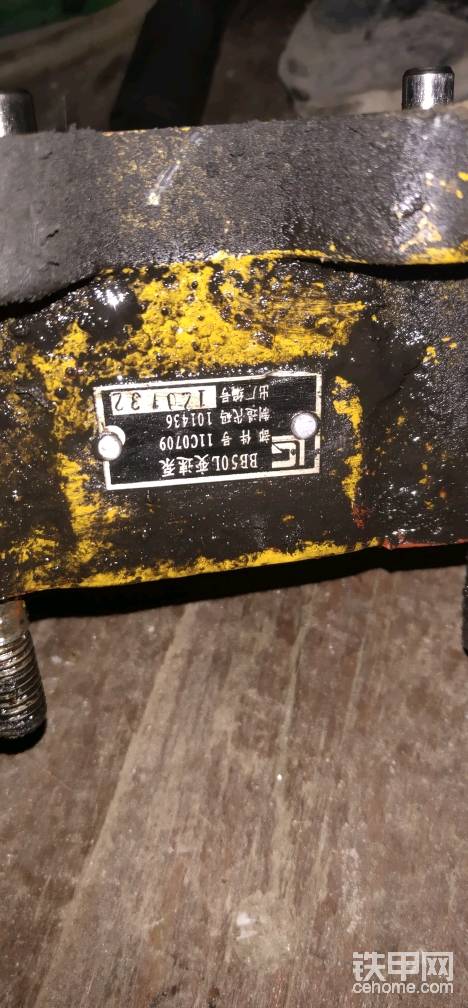 BB50L变速泵
部件号 11C0709
制造代码 101436
出厂编号 120132
铁甲网
cehome.com